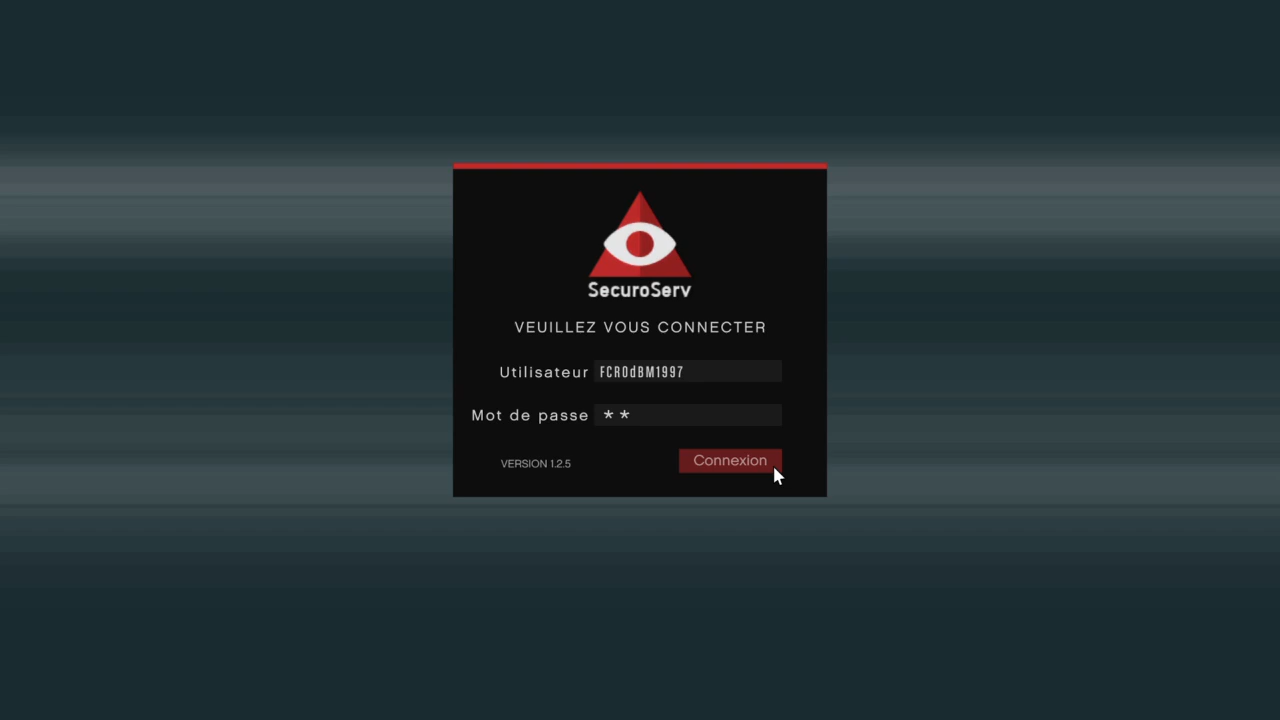 SecuroServ
VEUILLEZ VOUS CONNECTER
Utilisateur FCR0dBM1997
Mot de passe **
VERSION 1.2.5 Connexion